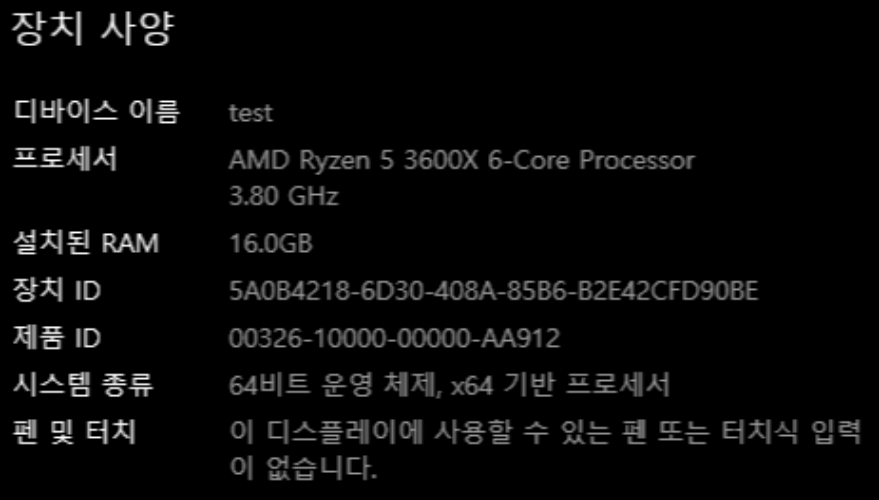 장치 사양
디바이스 이름 test
프로세서 AMD Ryzen 5 3600X 6-Core Processor
3.80 GHz
설치된 RAM 16.0GB
장치 ID 5A0B4218-6D30-408A-85B6-B2E42CFD90BE
제품 ID 00326-10000-00000-AA912
시스템 종류 64비트 운영 체제, x64 기반 프로세서
펜 및 터치 이 디스플레이에 사용할 수 있는 펜 또는 터치식 입력
이 없습니다.